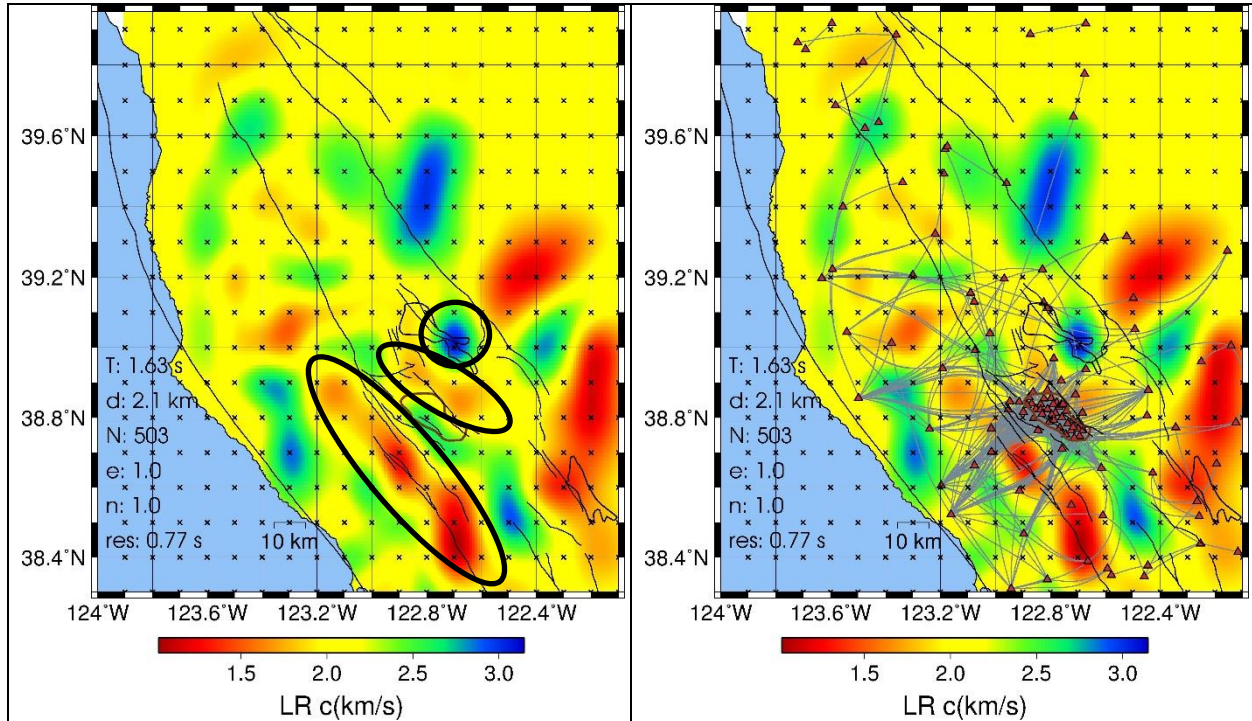 39.6°N
39.2°N
38.8°N
38.4°N
T: 1.63 s
d: 2.1 km
N: 503
e: 1.0
n: 1.0
res: 0.77 s
10 km
124°W 123.6°W 123.2°W 122.8°W 122.4°W
1.5 2.0 2.5 3.0
LR c(km/s)
39.6°N
39.2°N
38.8°N
38.4°N
T: 1.63 s
d: 2.1 km
N: 503
e: 1.0
n: 1.0
res: 0.77 s
10 km
124°W 123.6°W 123.2°W 122.8°W 122.4°W
1.5 2.0 2.5 3.0
LR c(km/s)